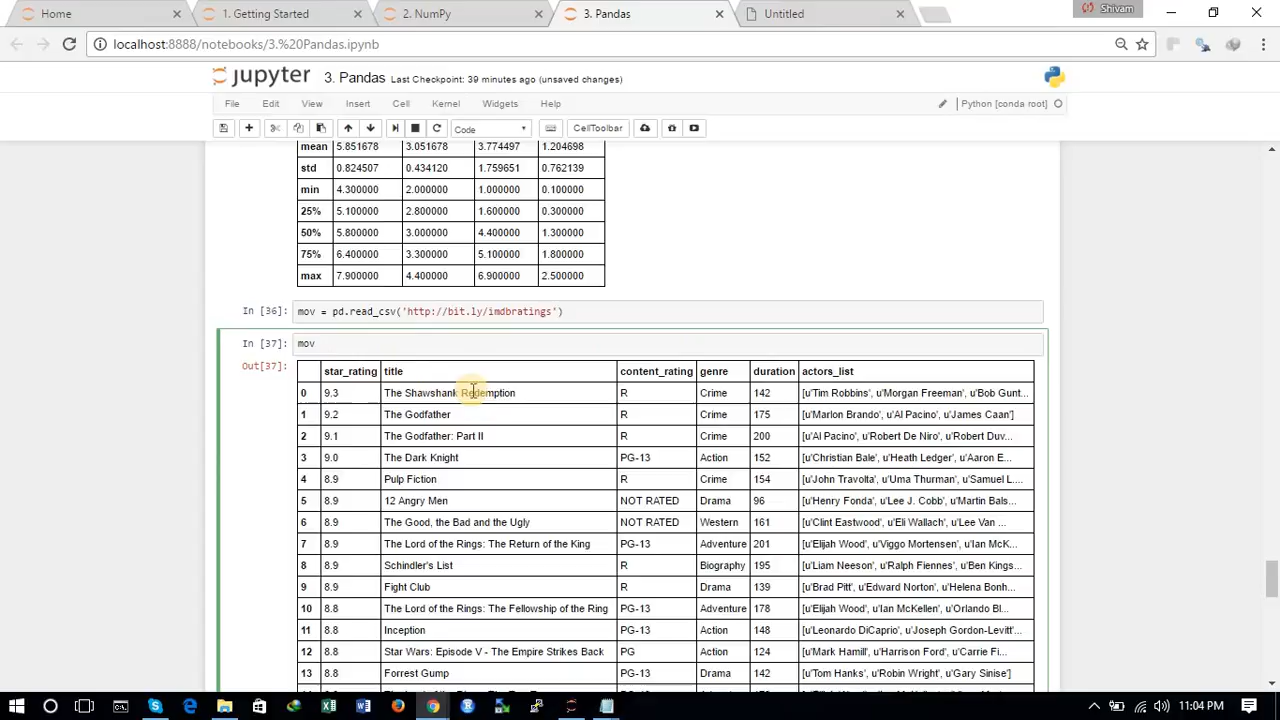 Home
1. Getting Started
2. NumPy
3. Pandas
Untitled
Shivam
localhost:8888/notebooks/3.%20Pandas.ipynb
jupyter 3. Pandas Last Checkpoint: 39 minutes ago (unsaved changes)
File Edit View Insert Cell Kernel Widgets Help
Python [conda root]
Code
CellToolbar
mean 5.851678 3.051678 3.774497 1.204698
std 0.824507 0.434120 1.759651 0.762139
min 4.300000 2.000000 1.000000 0.100000
25% 5.100000 2.800000 1.600000 0.300000
50% 5.800000 3.000000 4.400000 1.300000
75% 6.400000 3.300000 5.100000 1.800000
max 7.900000 4.400000 6.900000 2.500000
In [36]: mov = pd.read_csv('http://bit.ly/imdbratings')
In [37]: mov
Out[37]:
star_rating title content_rating genre duration actors_list
0 9.3 The Shawshank Redemption R Crime 142 [u'Tim Robbins', u'Morgan Freeman', u'Bob Gunt...
1 9.2 The Godfather R Crime 175 [u'Marlon Brando', u'Al Pacino', u'James Caan']
2 9.1 The Godfather: Part II R Crime 200 [u'Al Pacino', u'Robert De Niro', u'Robert Duv...
3 9.0 The Dark Knight PG-13 Action 152 [u'Christian Bale', u'Heath Ledger', u'Aaron E...
4 8.9 Pulp Fiction R Crime 154 [u'John Travolta', u'Uma Thurman', u'Samuel L....
5 8.9 12 Angry Men NOT RATED Drama 96 [u'Henry Fonda', u'Lee J. Cobb', u'Martin Bals...
6 8.9 The Good, the Bad and the Ugly NOT RATED Western 161 [u'Clint Eastwood', u'Eli Wallach', u'Lee Van ...
7 8.9 The Lord of the Rings: The Return of the King PG-13 Adventure 201 [u'Elijah Wood', u'Viggo Mortensen', u'Ian McK...
8 8.9 Schindler's List R Biography 195 [u'Liam Neeson', u'Ralph Fiennes', u'Ben Kings...
9 8.9 Fight Club R Drama 139 [u'Brad Pitt', u'Edward Norton', u'Helena Bonh...
10 8.8 The Lord of the Rings: The Fellowship of the Ring PG-13 Adventure 178 [u'Elijah Wood', u'Ian McKellen', u'Orlando Bl...
11 8.8 Inception PG-13 Action 148 [u'Leonardo DiCaprio', u'Joseph Gordon-Levitt'...
12 8.8 Star Wars: Episode V - The Empire Strikes Back PG Action 124 [u'Mark Hamill', u'Harrison Ford', u'Carrie Fi...
13 8.8 Forrest Gump PG-13 Drama 142 [u'Tom Hanks', u'Robin Wright', u'Gary Sinise']
11:04 PM